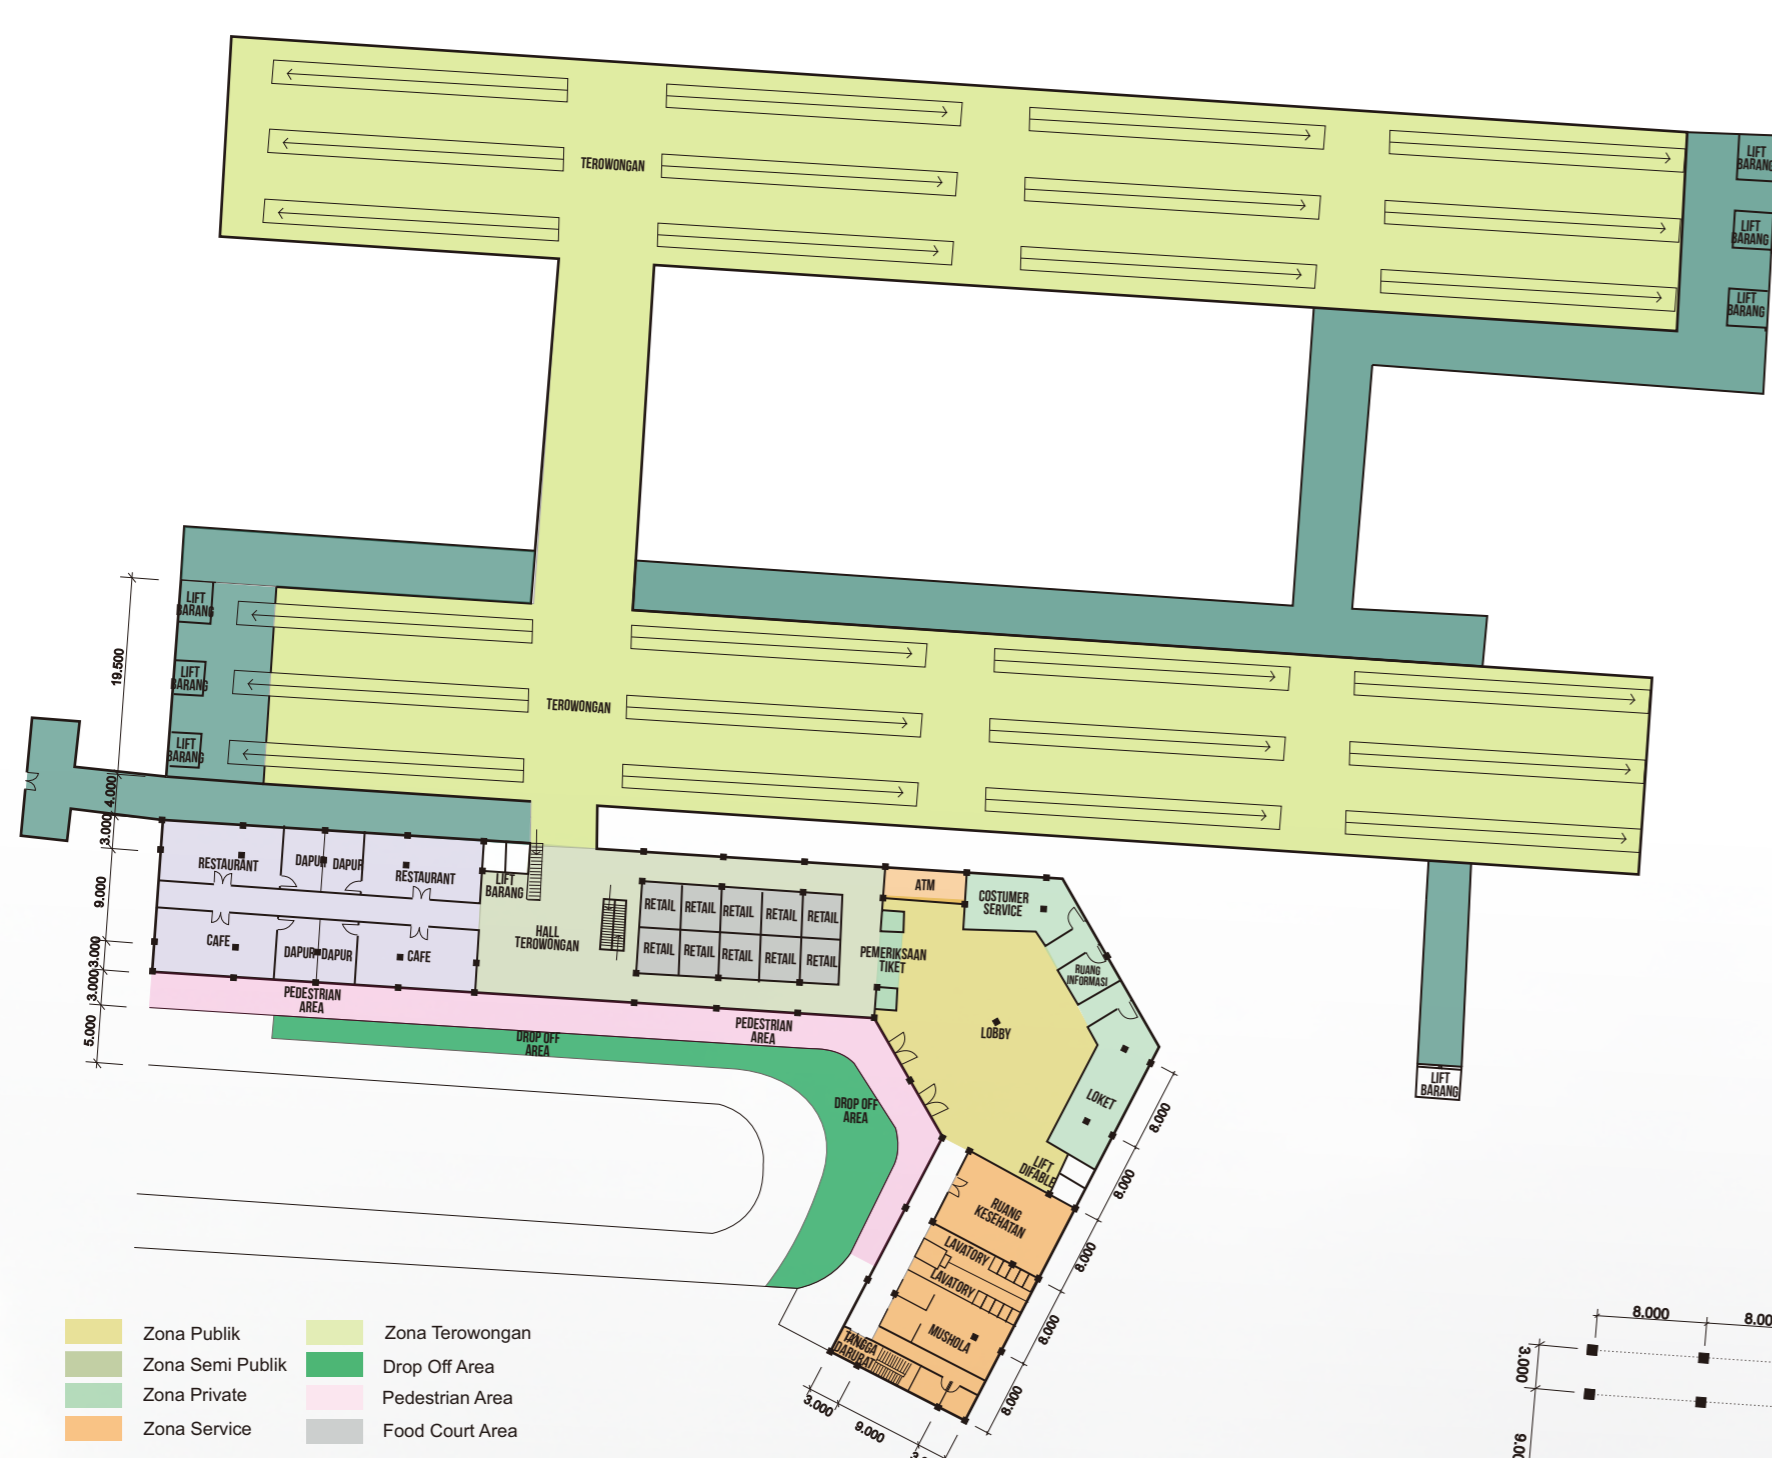 TEROWONGAN
LIFT
BARANG
LIFT
BARANG
LIFT
BARANG
LIFT
BARANG
LIFT
BARANG
LIFT
BARANG
TEROWONGAN
19.500
4.000
3.000
9.000
3.000
3.000
5.000
RESTAURANT
DAPUR
DAPUR
RESTAURANT
LIFT
BARANG
CAFE
DAPUR
DAPUR
CAFE
HALL
TEROWONGAN
RETAIL
RETAIL
RETAIL
RETAIL
RETAIL
RETAIL
RETAIL
RETAIL
RETAIL
RETAIL
ATM
COSTUMER
SERVICE
PEMERIKSAAN
TIKET
RUANG
INFORMASI
LOBBY
LOKET
PEDESTRIAN
AREA
PEDESTRIAN
AREA
DROP OFF
AREA
DROP OFF
AREA
LIFT
BARANG
LIFT
DIFABLE
RUANG
KESEHATAN
LAVATORY
LAVATORY
MUSHOLA
TANGGA
DARURAT
8.000
8.000
8.000
8.000
8.000
3.000
9.000
8.000
3.000
Zona Publik
Zona Semi Publik
Zona Private
Zona Service
Zona Terowongan
Drop Off Area
Pedestrian Area
Food Court Area